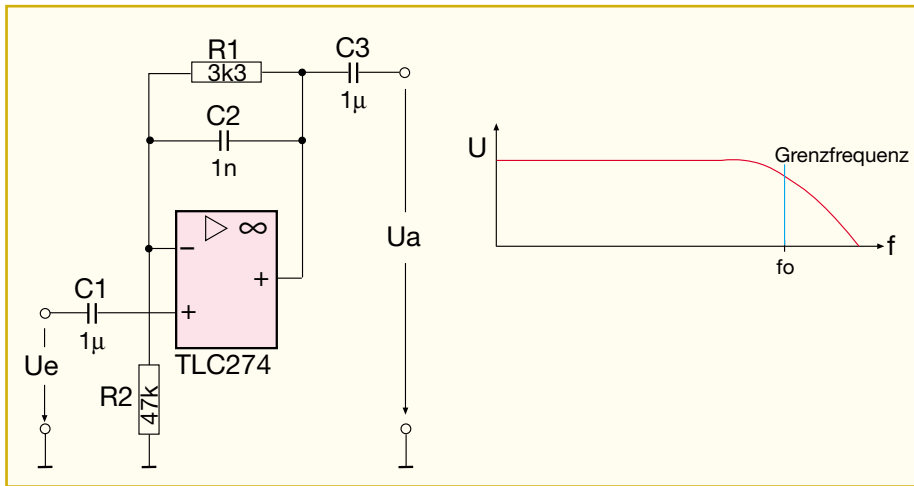 R1
3k3
C3
1µ
C2
1n
▷ ∞
−
+
+
TLC274
C1
1µ
Ue
R2
47k
Ua
U
Grenzfrequenz
f
fo